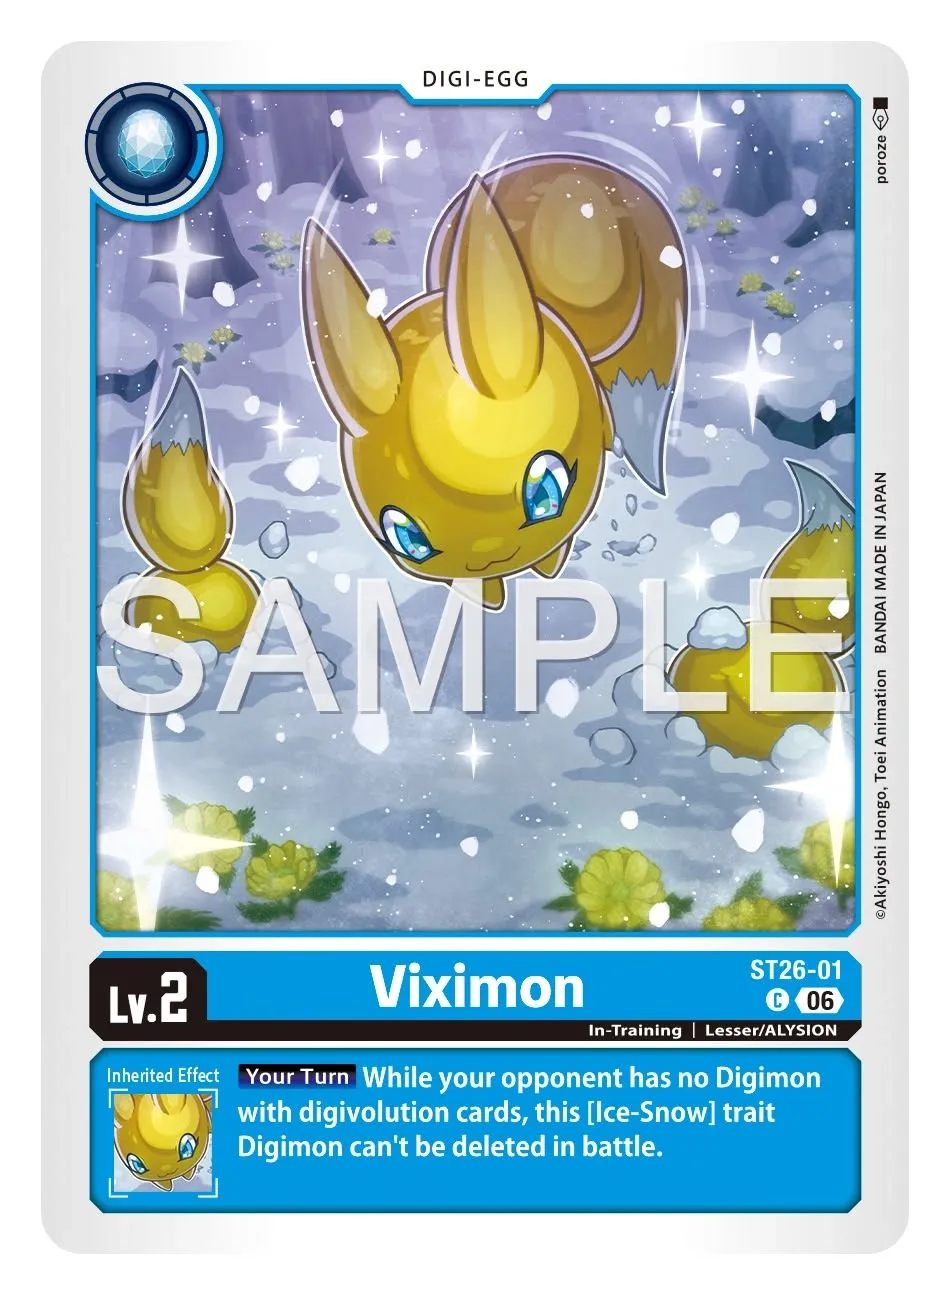 DIGI-EGG
poroze
SAMPLE
©Akiyoshi Hongo, Toei Animation BANDAI MADE IN JAPAN
Lv.2
Viximon
ST26-01
C 06
In-Training | Lesser/ALYSION
Inherited Effect
Your Turn While your opponent has no Digimon
with digivolution cards, this [Ice-Snow] trait
Digimon can't be deleted in battle.